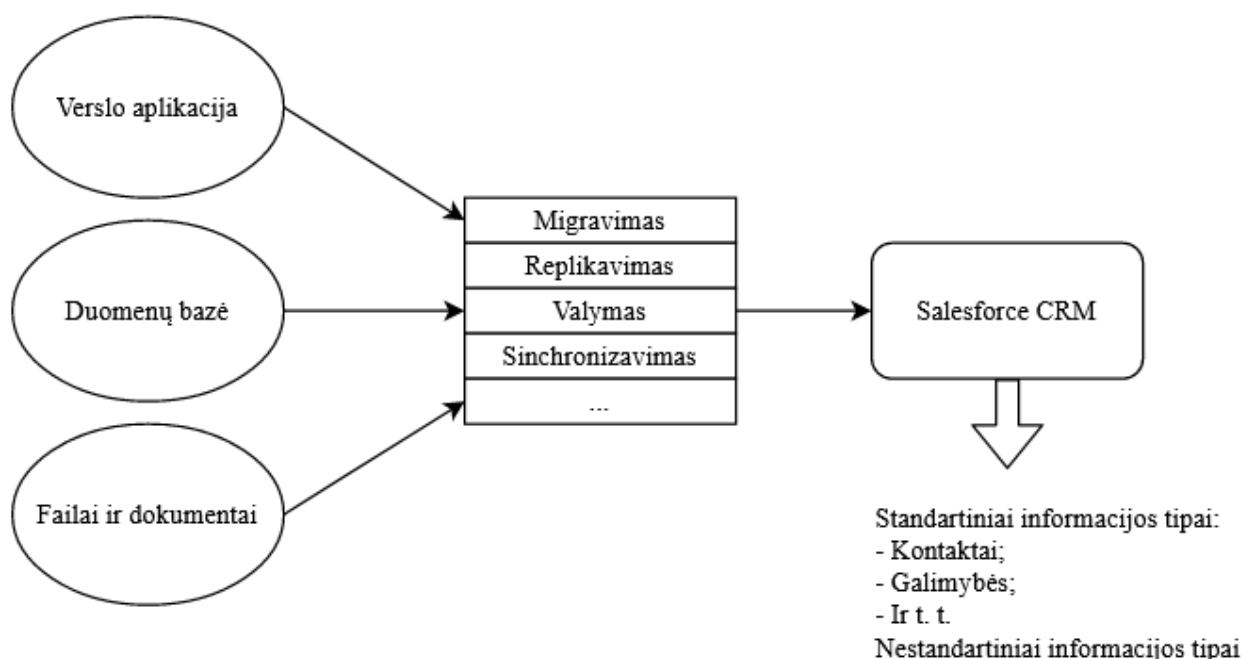 Verslo aplikacija
Duomenų bazė
Failai ir dokumentai
Migravimas
Replikavimas
Valymas
Sinchronizavimas
...
Salesforce CRM
Standartiniai informacijos tipai:
- Kontaktai;
- Galimybės;
- Ir t. t.
Nestandartiniai informacijos tipai